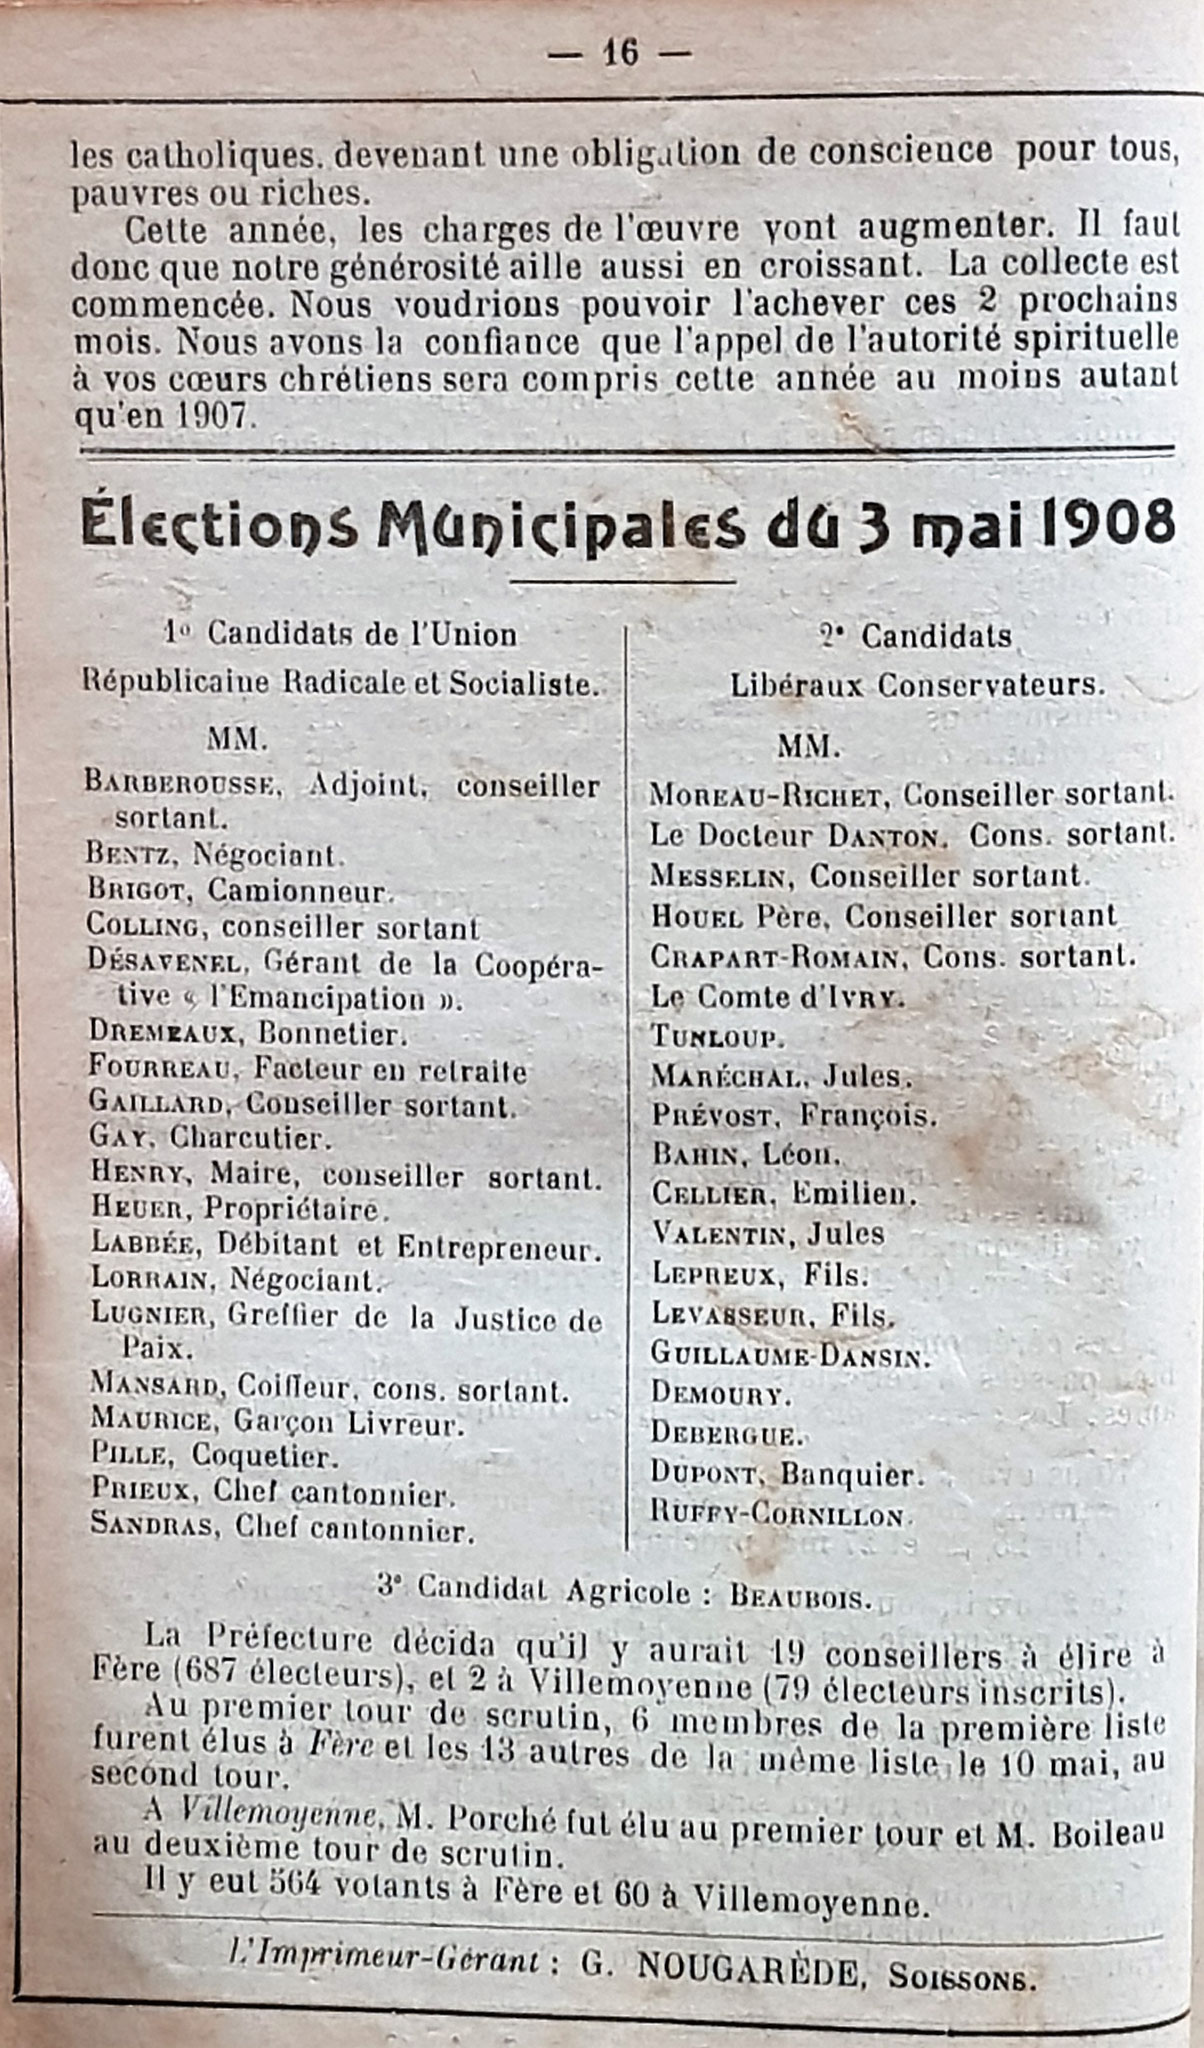 — 16 —
les catholiques. devenant une obligation de conscience pour tous,
pauvres ou riches.
Cette année, les charges de l'œuvre vont augmenter. Il faut
donc que notre générosité aille aussi en croissant. La collecte est
commencée. Nous voudrions pouvoir l'achever ces 2 prochains
mois. Nous avons la confiance que l'appel de l'autorité spirituelle
à vos cœurs chrétiens sera compris cette année au moins autant
qu'en 1907.
Élections Municipales du 3 mai 1908
1º Candidats de l'Union
Républicaine Radicale et Socialiste.
MM.
BARBEROUSSE, Adjoint, conseiller
sortant.
BENTZ, Négociant.
BRIGOT, Camionneur.
COLLING, conseiller sortant
DÉSAVENEL, Gérant de la Coopéra-
tive « l'Emancipation ».
DREMEAUX, Bonnetier.
FOURREAU, Facteur en retraite
GAILLARD, Conseiller sortant.
GAY, Charcutier.
HENRY, Maire, conseiller sortant.
HEUER, Propriétaire.
LABBÉE, Débitant et Entrepreneur.
LORRAIN, Négociant.
LUGNIER, Greffier de la Justice de
Paix.
MANSARD, Coiffeur, cons. sortant.
MAURICE, Garçon Livreur.
PILLE, Coquetier.
PRIEUX, Chef cantonnier.
SANDRAS, Chef cantonnier.
2º Candidats
Libéraux Conservateurs.
MM.
MOREAU-RICHET, Conseiller sortant.
Le Docteur DANTON, Cons. sortant.
MESSELIN, Conseiller sortant.
HOUEL Père, Conseiller sortant
CRAPART-ROMAIN, Cons. sortant.
Le Comte d'IVRY.
TUNLOUP.
MARÉCHAL, Jules.
PRÉVOST, François.
BAHIN, Léon.
CELLIER, Emilien.
VALENTIN, Jules
LEPREUX, Fils.
LEVASSEUR, Fils.
GUILLAUME-DANSIN.
DEMOURY.
DEBERGUE.
DUPONT, Banquier.
RUFFY-CORNILLON.
3º Candidat Agricole : BEAUBOIS.
La Préfecture décida qu'il y aurait 19 conseillers à élire à
Fère (687 électeurs), et 2 à Villemoyenne (79 électeurs inscrits).
Au premier tour de scrutin, 6 membres de la première liste
furent élus à Fère et les 13 autres de la même liste le 10 mai, au
second tour.
A Villemoyenne, M. Porché fut élu au premier tour et M. Boileau
au deuxième tour de scrutin.
Il y eut 564 votants à Fère et 60 à Villemoyenne.
L'Imprimeur-Gérant : G. NOUGARÈDE, SOISSONS.